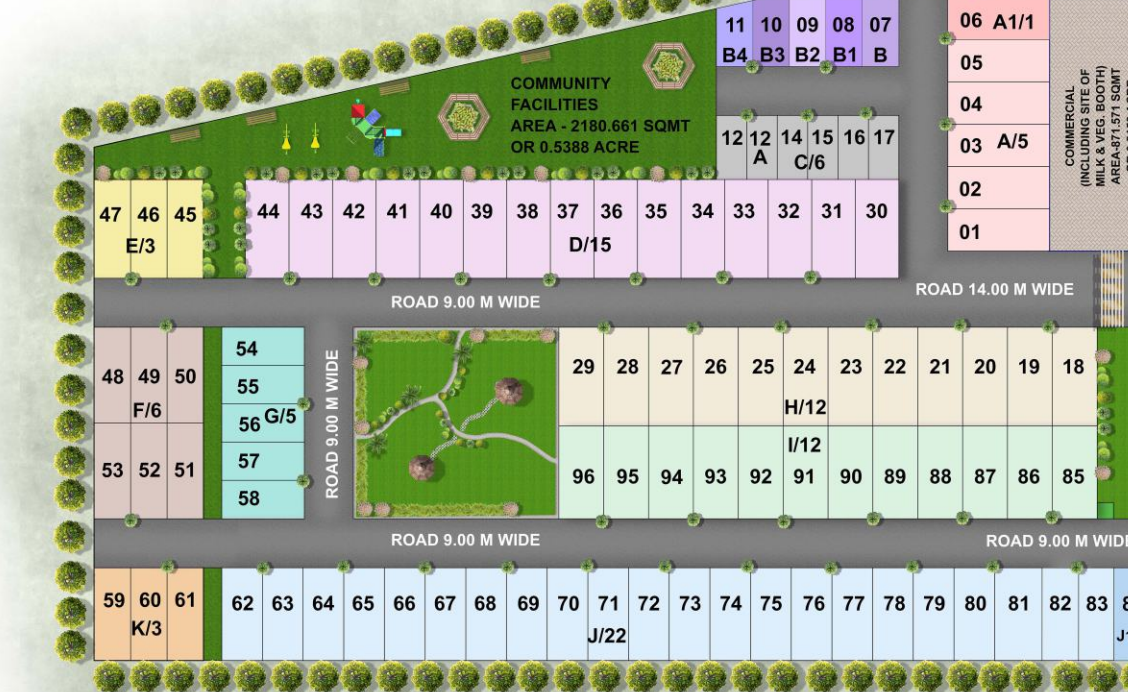 11 10 09 08 07
B4 B3 B2 B1 B
06 A1/1
05
04
03 A/5
02
01
COMMERCIAL
(INCLUDING SITE OF
MILK & VEG. BOOTH)
AREA-871.571 SQMT
COMMUNITY
FACILITIES
AREA - 2180.661 SQMT
OR 0.5388 ACRE
12 12 14 15 16 17
A C/6
47 46 45
E/3
44 43 42 41 40 39 38 37 36 35 34 33 32 31 30
D/15
ROAD 9.00 M WIDE
ROAD 14.00 M WIDE
48 49 50
F/6
53 52 51
54
55
56 G/5
57
58
ROAD 9.00 M WIDE
29 28 27 26 25 24 23 22 21 20 19 18
H/12
I/12
96 95 94 93 92 91 90 89 88 87 86 85
ROAD 9.00 M WIDE
ROAD 9.00 M WIDE
59 60 61
K/3
62 63 64 65 66 67 68 69 70 71 72 73 74 75 76 77 78 79 80 81 82 83
J/22